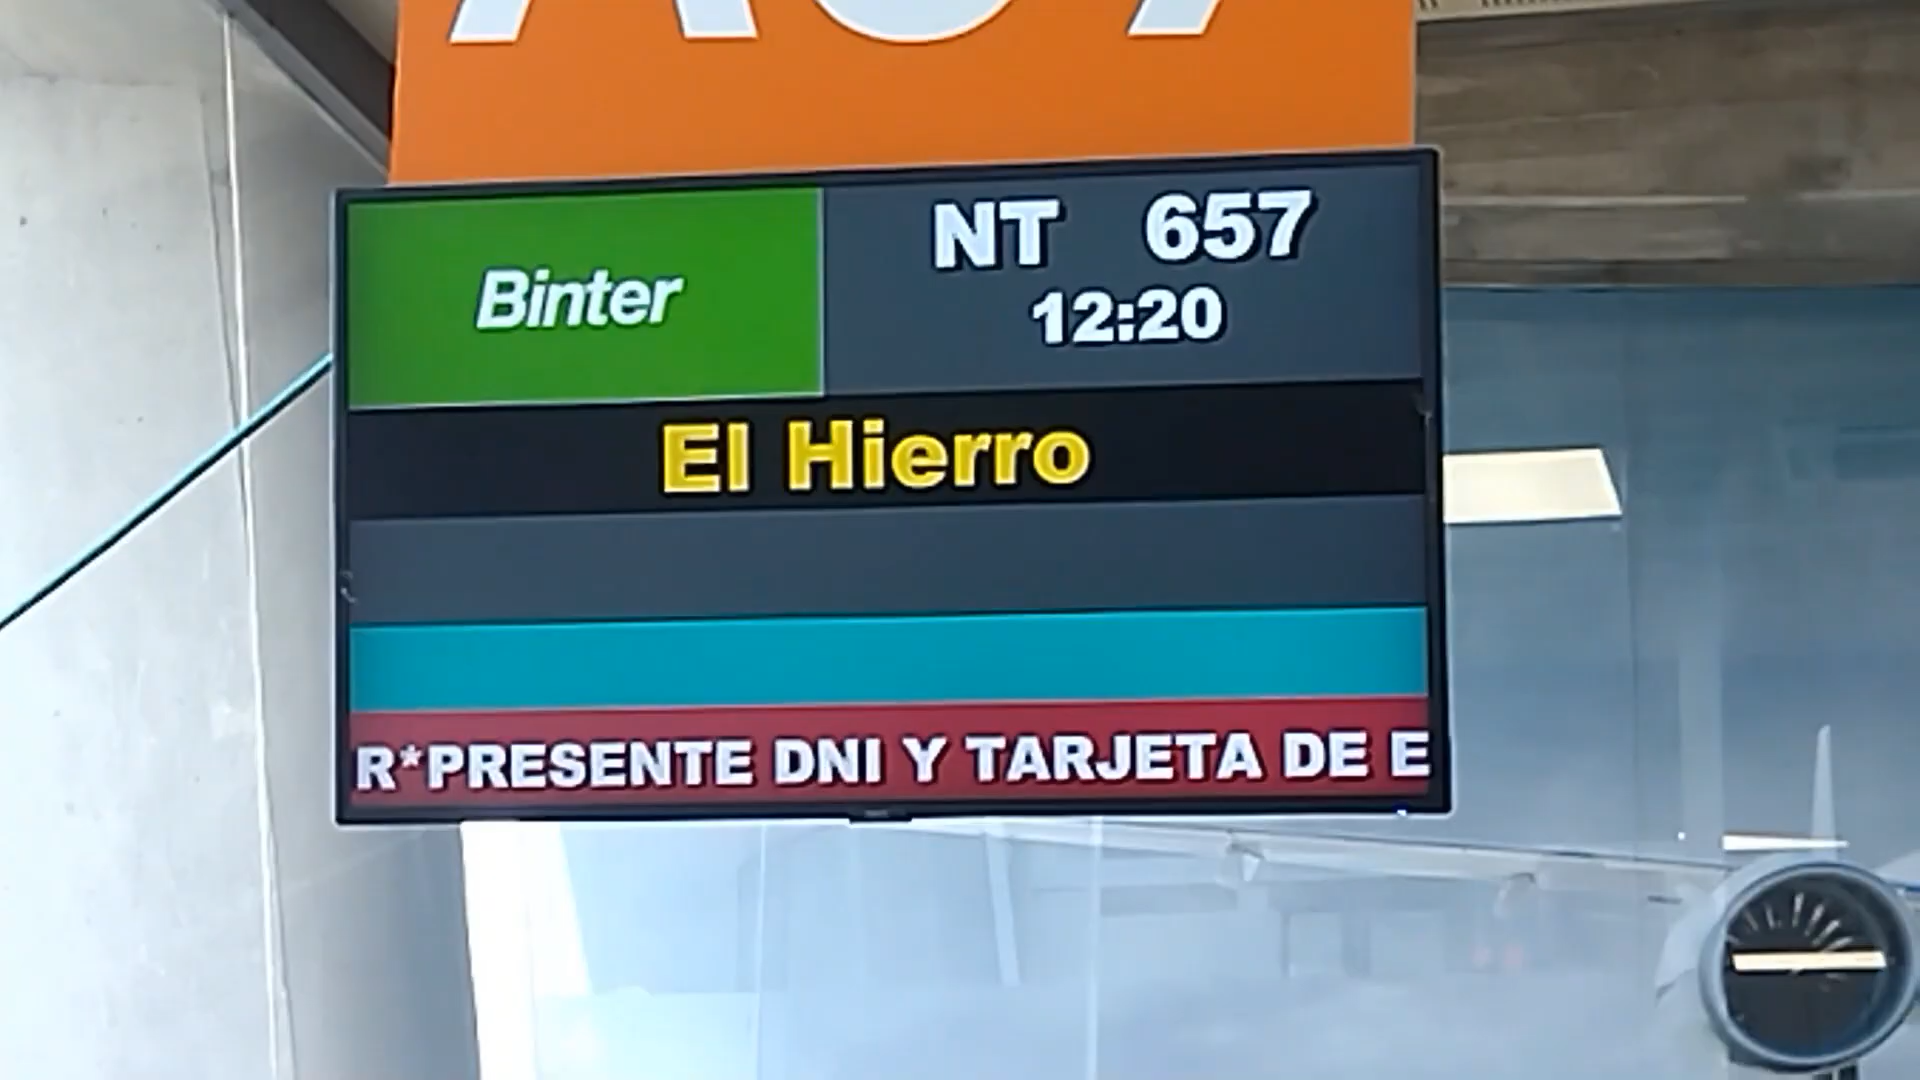 Binter
NT 657
12:20
El Hierro
R*PRESENTE DNI Y TARJETA DE E